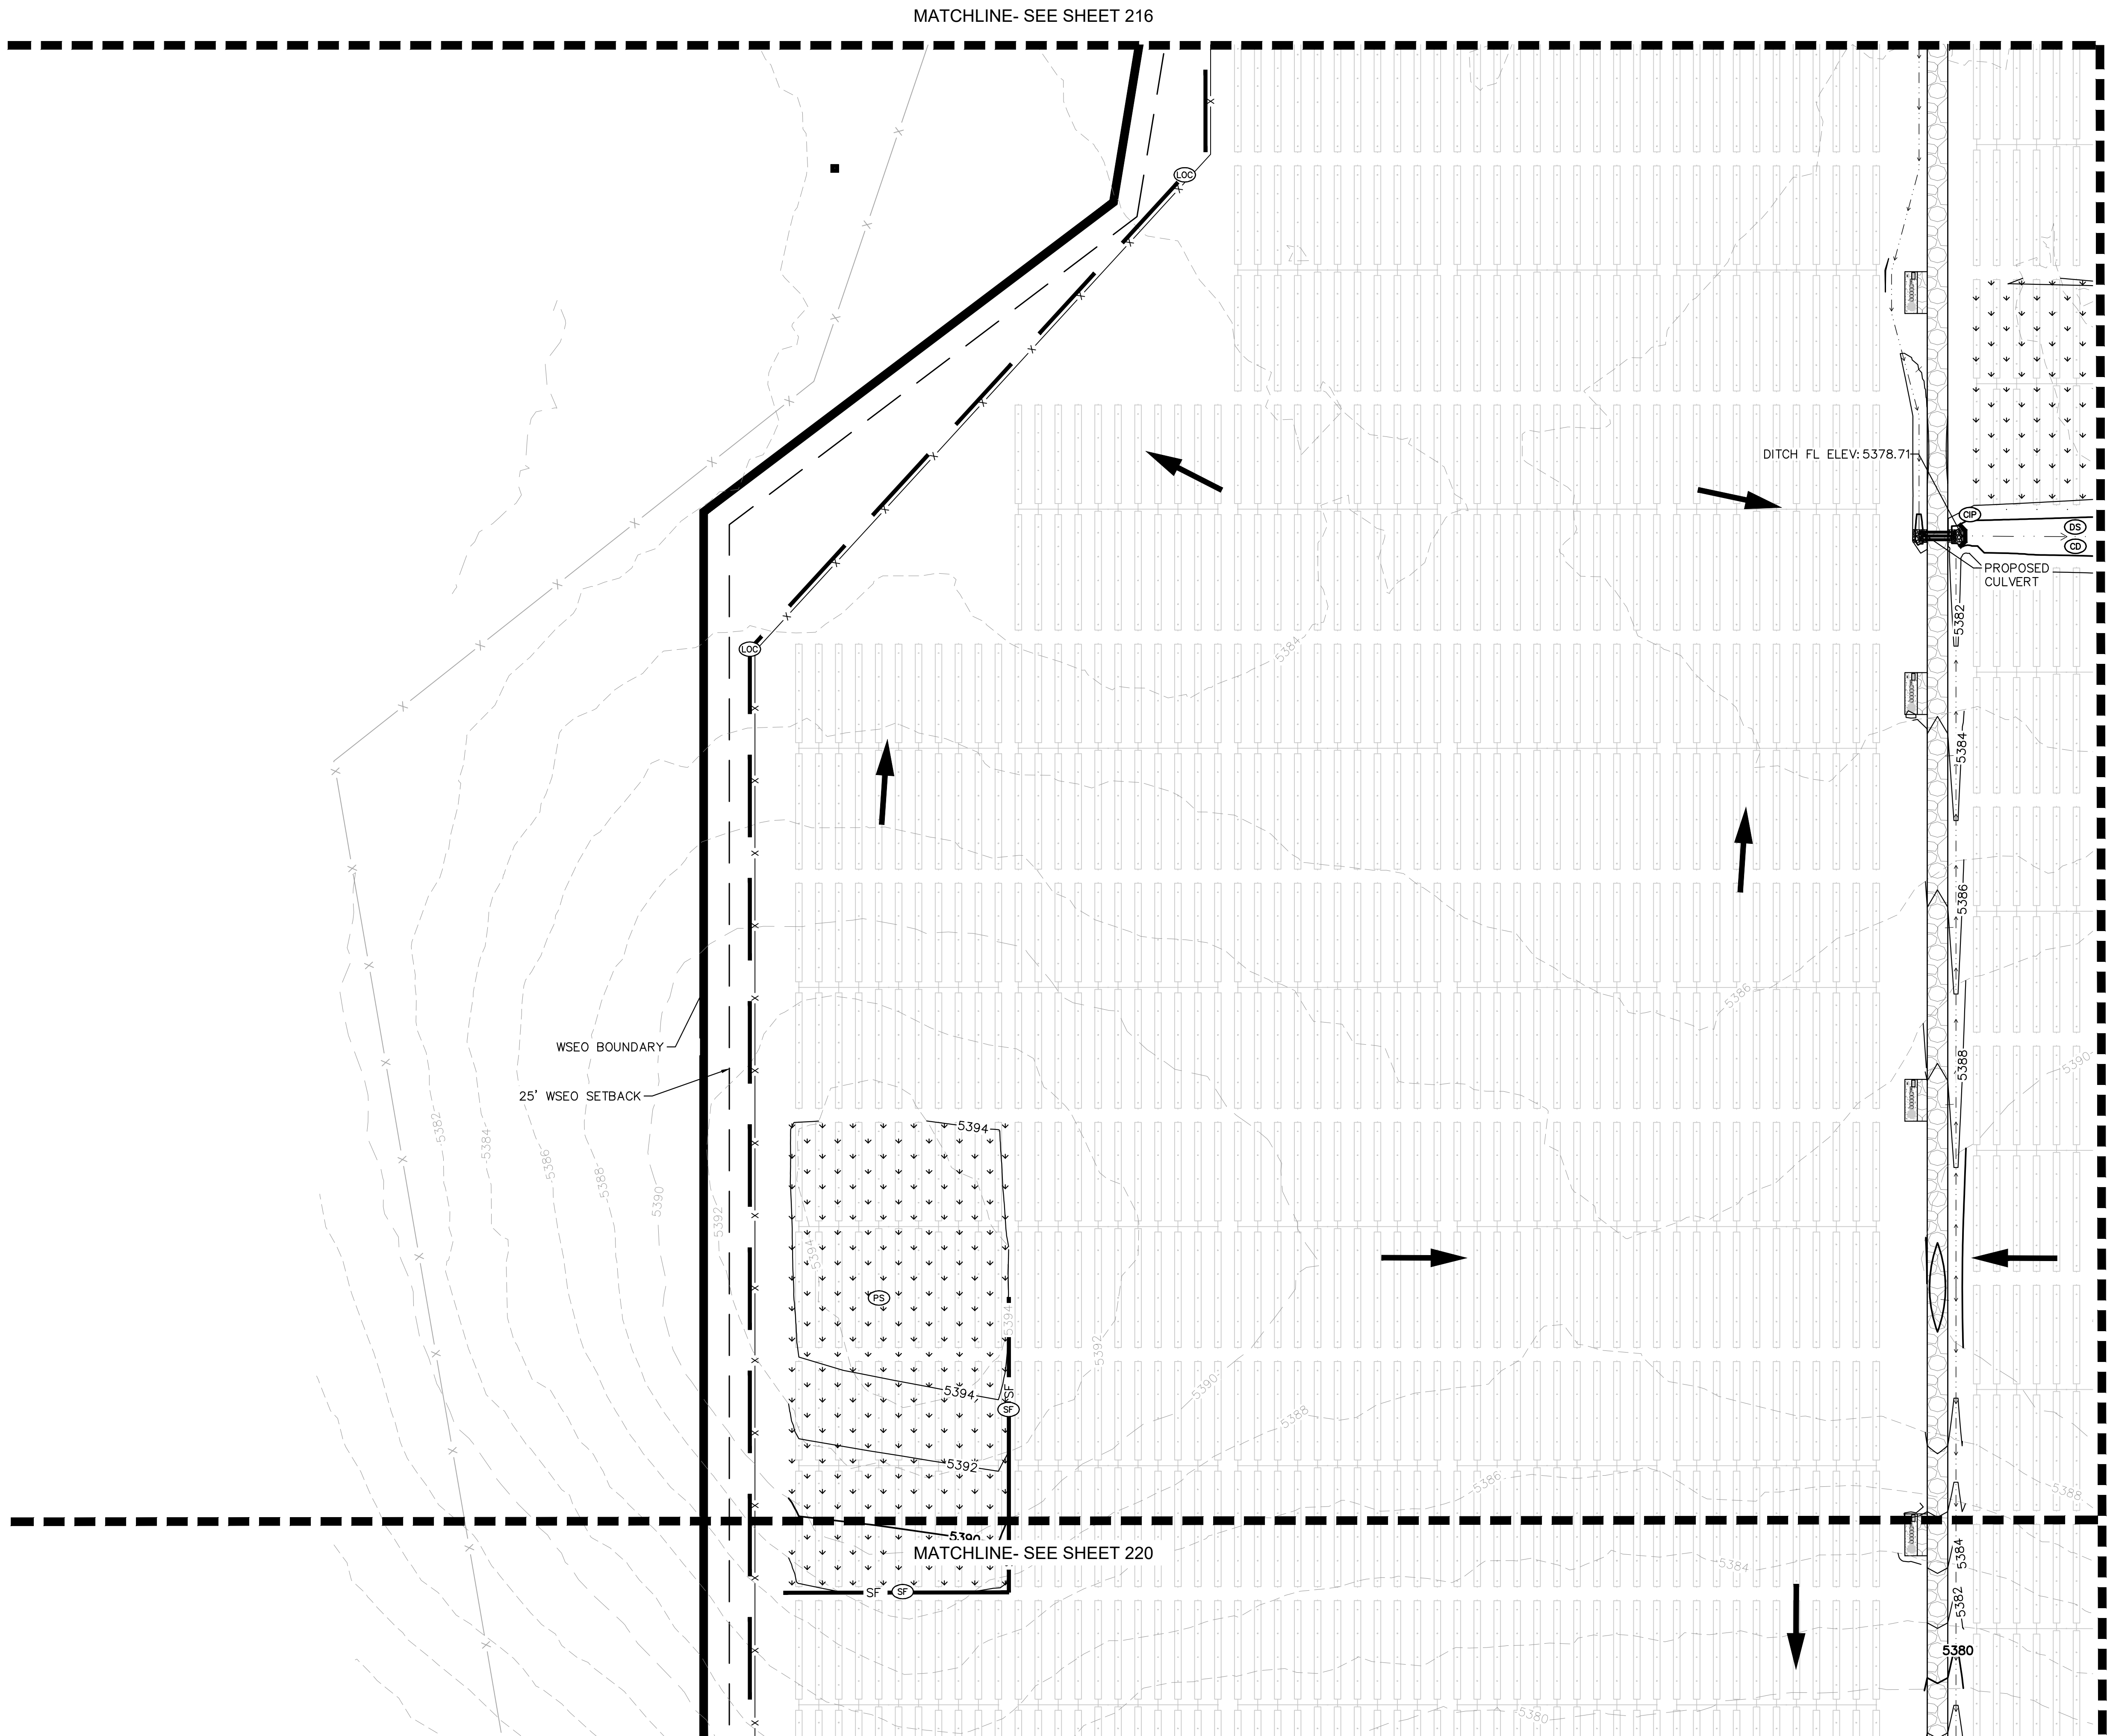 MATCHLINE- SEE SHEET 216
LOC
DITCH FL ELEV: 5378.71
CIP
DS
CD
PROPOSED
CULVERT
5382
LOC
5384
5384
5386
5386
WSEO BOUNDARY
5388
5390
25' WSEO SETBACK
5382
5384
5386
5388
5390
5392
5394
5394
PS
5394
5392
5390
5394
SF
SF
5388
5392
5386
5388
5390
MATCHLINE- SEE SHEET 220
5384
5384
SF
SF
5382
5380
5380